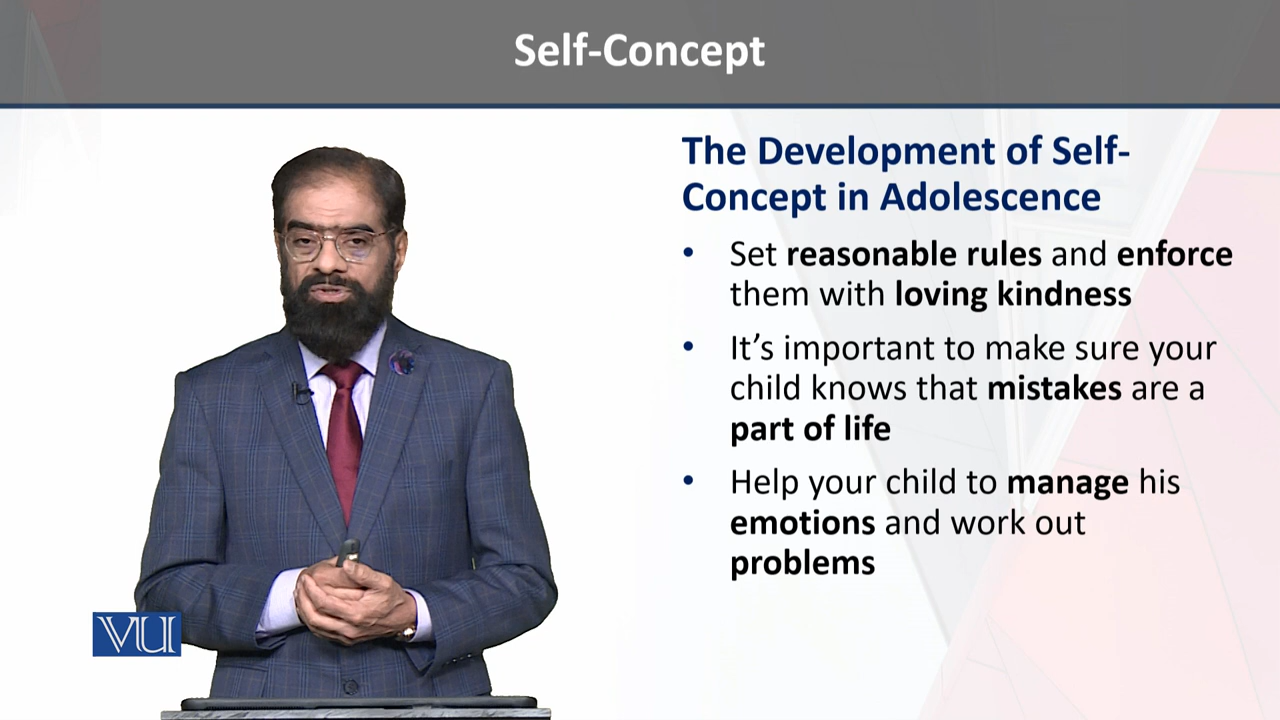 Self-Concept
The Development of Self-
Concept in Adolescence
• Set reasonable rules and enforce
them with loving kindness
• It’s important to make sure your
child knows that mistakes are a
part of life
• Help your child to manage his
emotions and work out
problems
VU